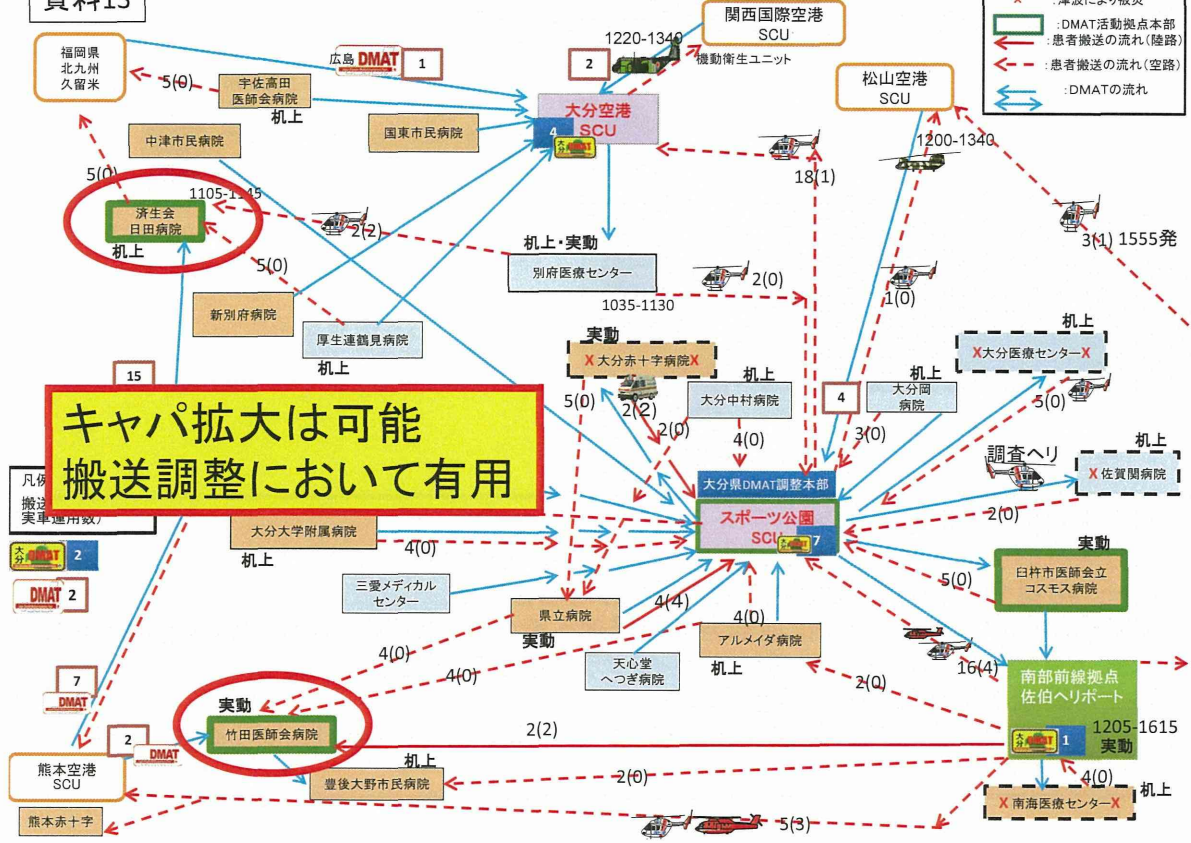 資料13
関西国際空港
SCU
:DMAT活動拠点本部
:患者搬送の流れ(陸路)
:患者搬送の流れ(空路)
:DMATの流れ
福岡県
北九州
久留米
5(0)
宇佐高田
医師会病院
机上
広島 DMAT
1
2
1220-1340
機動衛生ユニット
松山空港
SCU
大分空港
SCU
4
大分
DMAT
国東市民病院
中津市民病院
1200-1340
18(1)
3(1) 1555発
5(0)
1105-1145
済生会
日田病院
机上
2(2)
机上・実動
別府医療センター
2(0)
1035-1130
1(0)
5(0)
新別府病院
厚生連鶴見病院
机上
実動
X大分赤十字病院X
机上
大分中村病院
机上
大分岡
病院
机上
X大分医療センターX
15
5(0)
2(2)
2(0)
4(0)
4
3(0)
5(0)
キャパ拡大は可能
搬送調整において有用
調査ヘリ
机上
X佐賀関病院
2(0)
凡例
搬送
実車運用数)
大分県DMAT調整本部
スポーツ公園
SCU
大分
DMAT
7
大分大学附属病院
机上
4(0)
大分
DMAT
2
DMAT
2
実動
臼杵市医師会立
コスモス病院
5(0)
三愛メディカル
センター
県立病院
実動
4(4)
4(0)
アルメイダ病院
机上
天心堂
へつぎ病院
4(0)
4(0)
16(4)
2(0)
南部前線拠点
佐伯ヘリポート
大分
DMAT
1
1205-1615
実動
7
DMAT
実動
竹田医師会病院
2
DMAT
2(2)
熊本空港
SCU
机上
豊後大野市民病院
2(0)
4(0)
机上
X南海医療センターX
熊本赤十字
5(3)